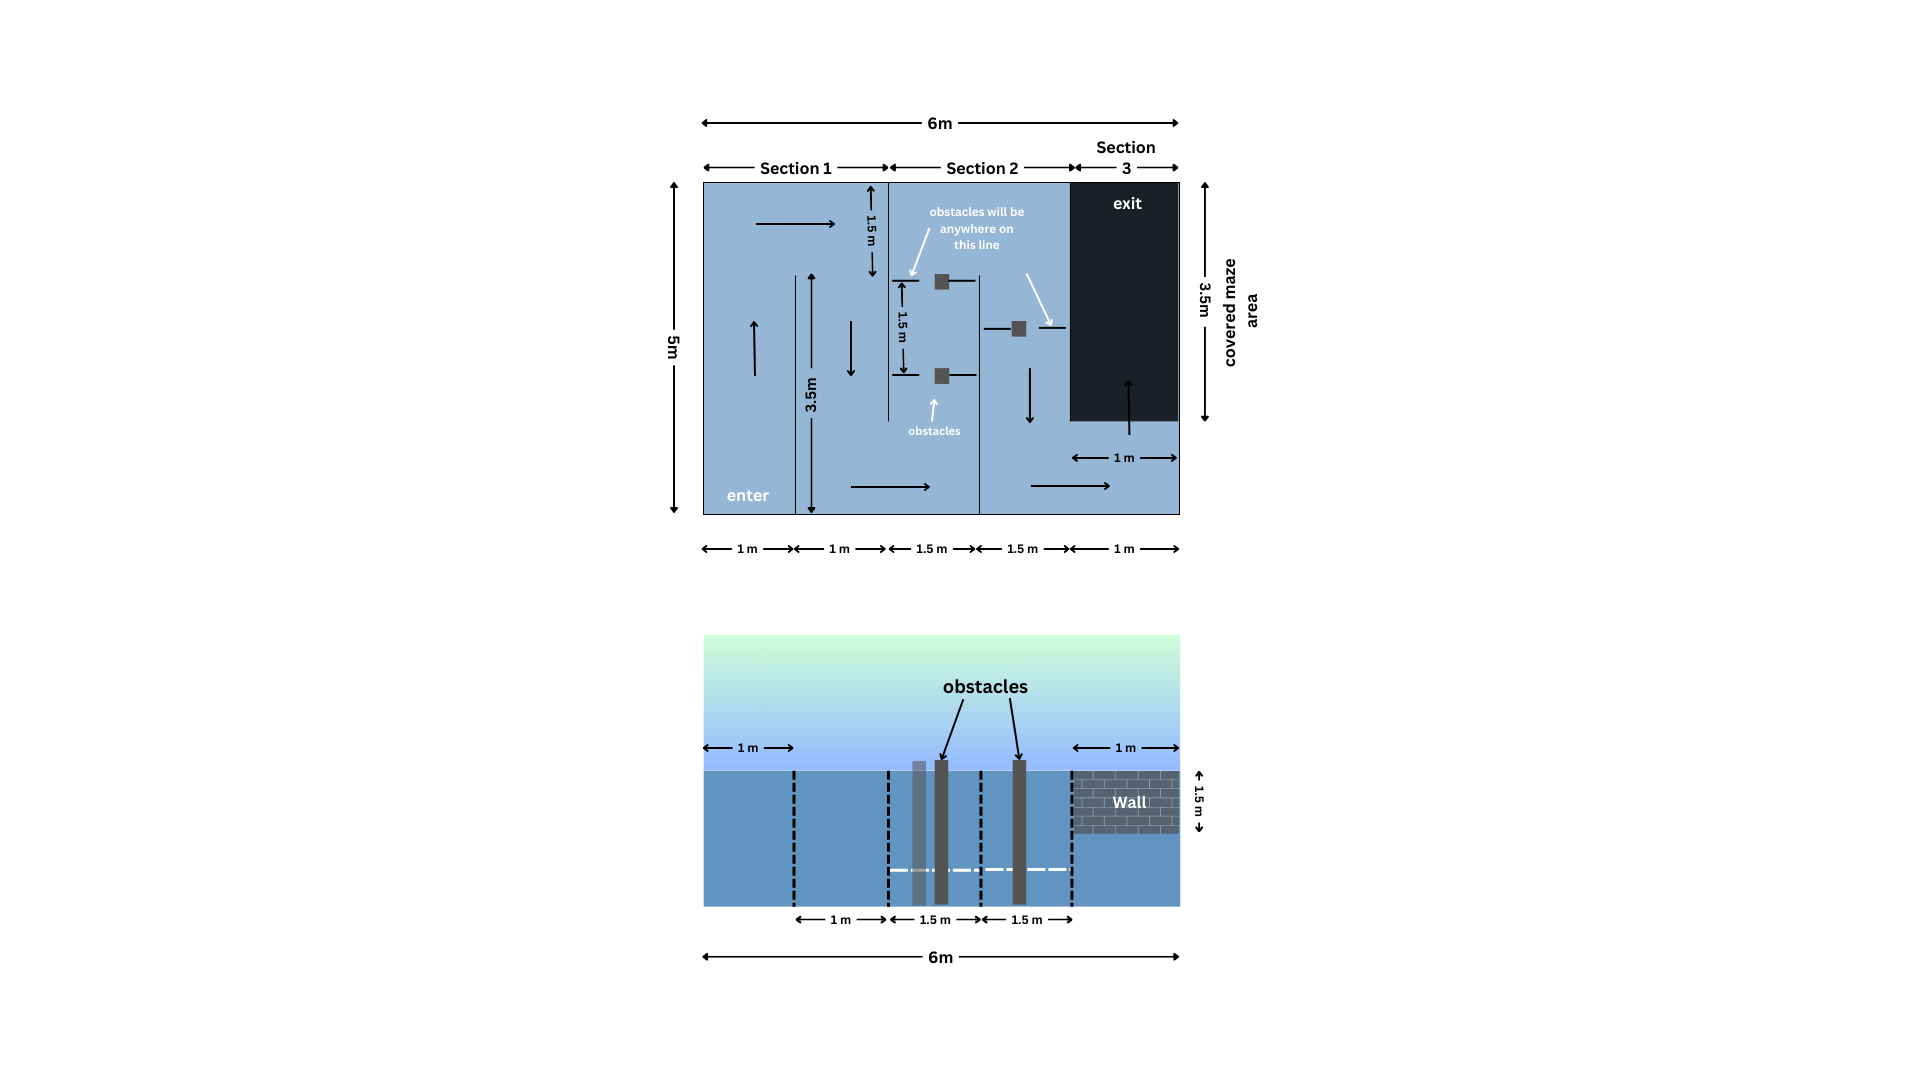 6m
Section
Section 1
Section 2
3
exit
1.5 m
obstacles will be
anywhere on
this line
5m
3.5m
1.5 m
3.5m
covered maze
area
obstacles
1 m
enter
1 m
1 m
1.5 m
1.5 m
1 m
obstacles
1 m
1 m
Wall
1.5 m
1 m
1.5 m
1.5 m
6m